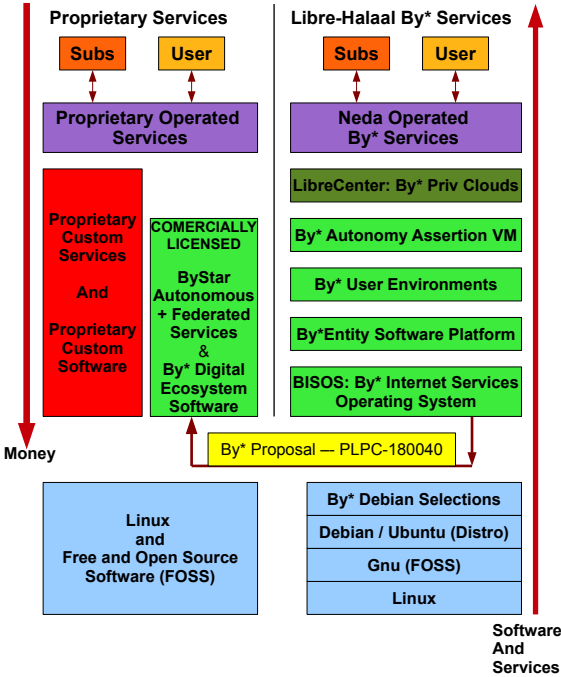 Proprietary Services
Subs
User
Proprietary Operated
Services
Proprietary
Custom
Services
And
Proprietary
Custom
Software
COMERCIALLY
LICENSED
ByStar
Autonomous
+ Federated
Services
&
By* Digital
Ecosystem
Software
Money
Linux
and
Free and Open Source
Software (FOSS)
Libre-Halaal By* Services
Subs
User
Neda Operated
By* Services
LibreCenter: By* Priv Clouds
By* Autonomy Assertion VM
By* User Environments
By*Entity Software Platform
BISOS: By* Internet Services
Operating System
By* Proposal –- PLPC-180040
By* Debian Selections
Debian / Ubuntu (Distro)
Gnu (FOSS)
Linux
Software
And
Services